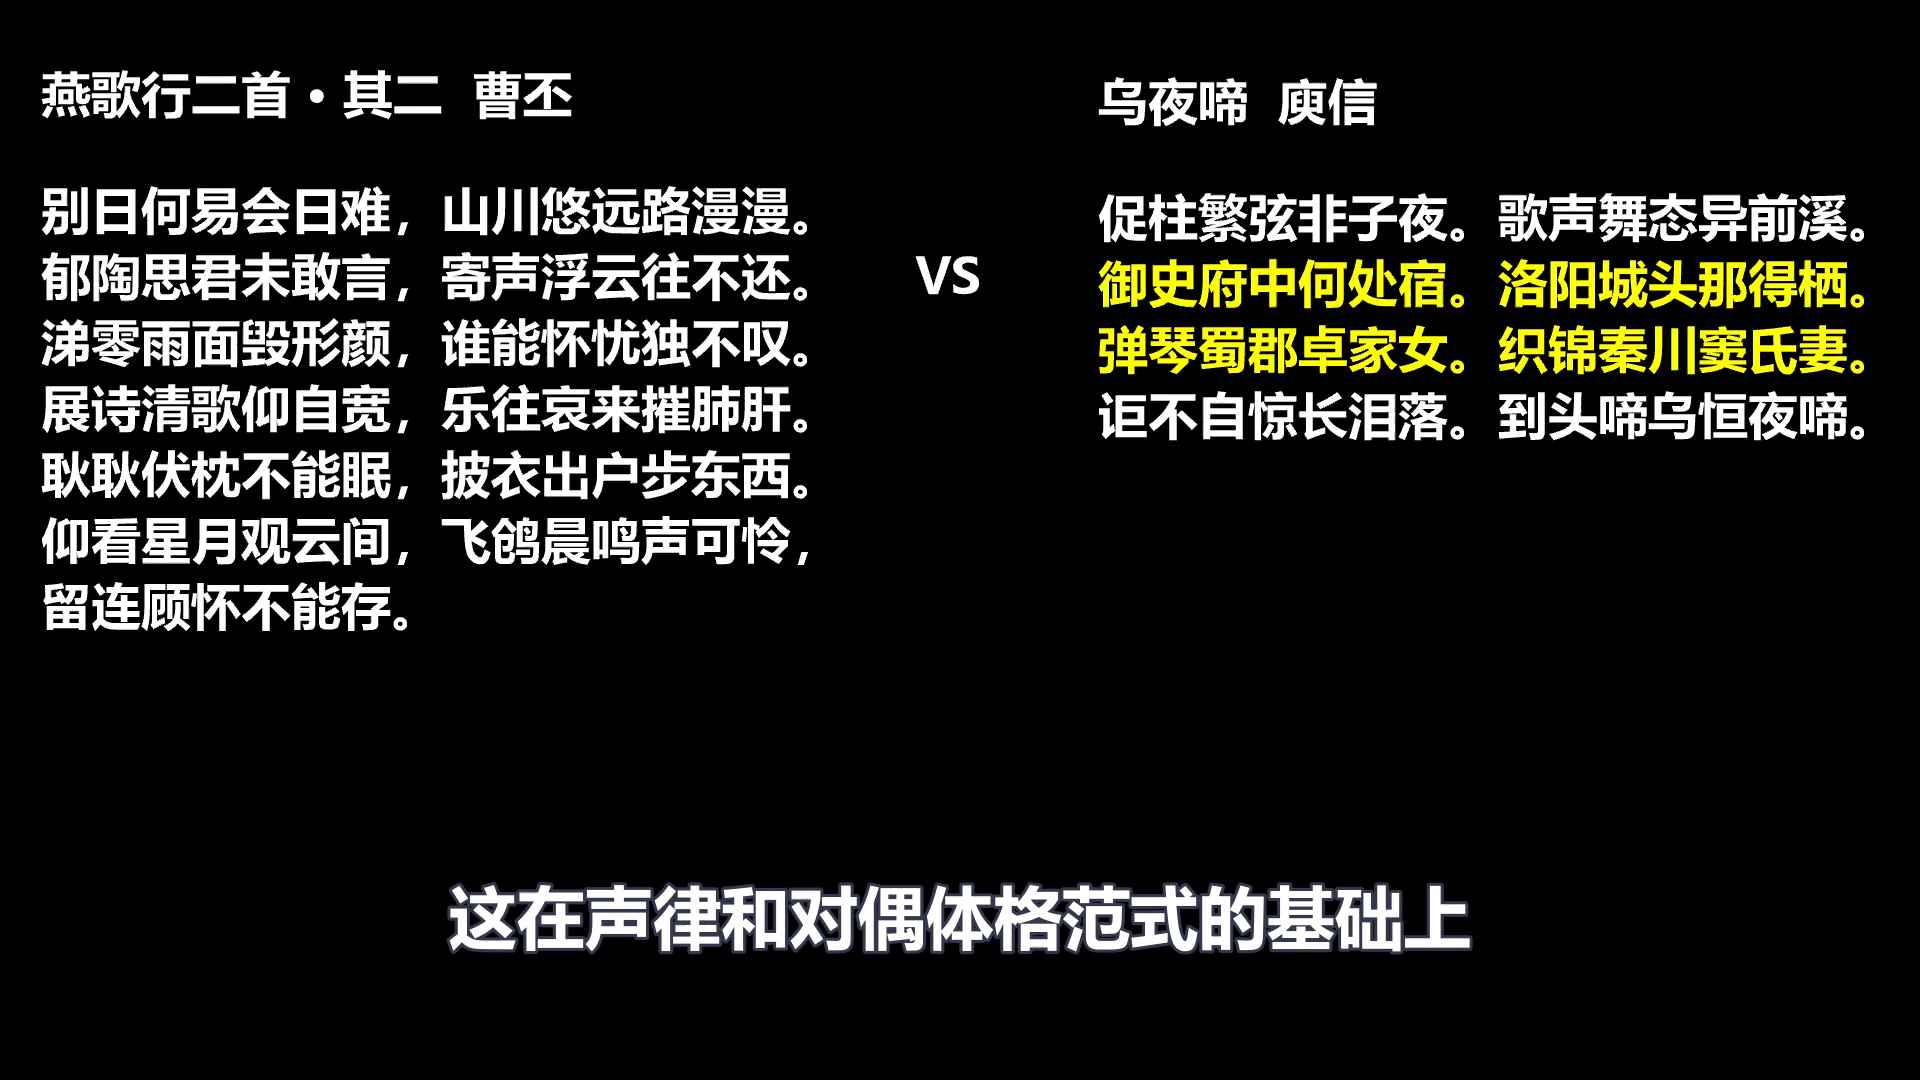 燕歌行二首·其二 曹丕
别日何易会日难，山川悠远路漫漫。
郁陶思君未敢言，寄声浮云往不还。
涕零雨面毁形颜，谁能怀忧独不叹。
展诗清歌仰自宽，乐往哀来摧肺肝。
耿耿伏枕不能眠，披衣出户步东西。
仰看星月观云间，飞鸧晨鸣声可怜，
留连顾怀不能存。
VS
乌夜啼 庾信
促柱繁弦非子夜。歌声舞态异前溪。
御史府中何处宿。洛阳城头那得栖。
弹琴蜀郡卓家女。织锦秦川窦氏妻。
讵不自惊长泪落。到头啼乌恒夜啼。
这在声律和对偶体格范式的基础上